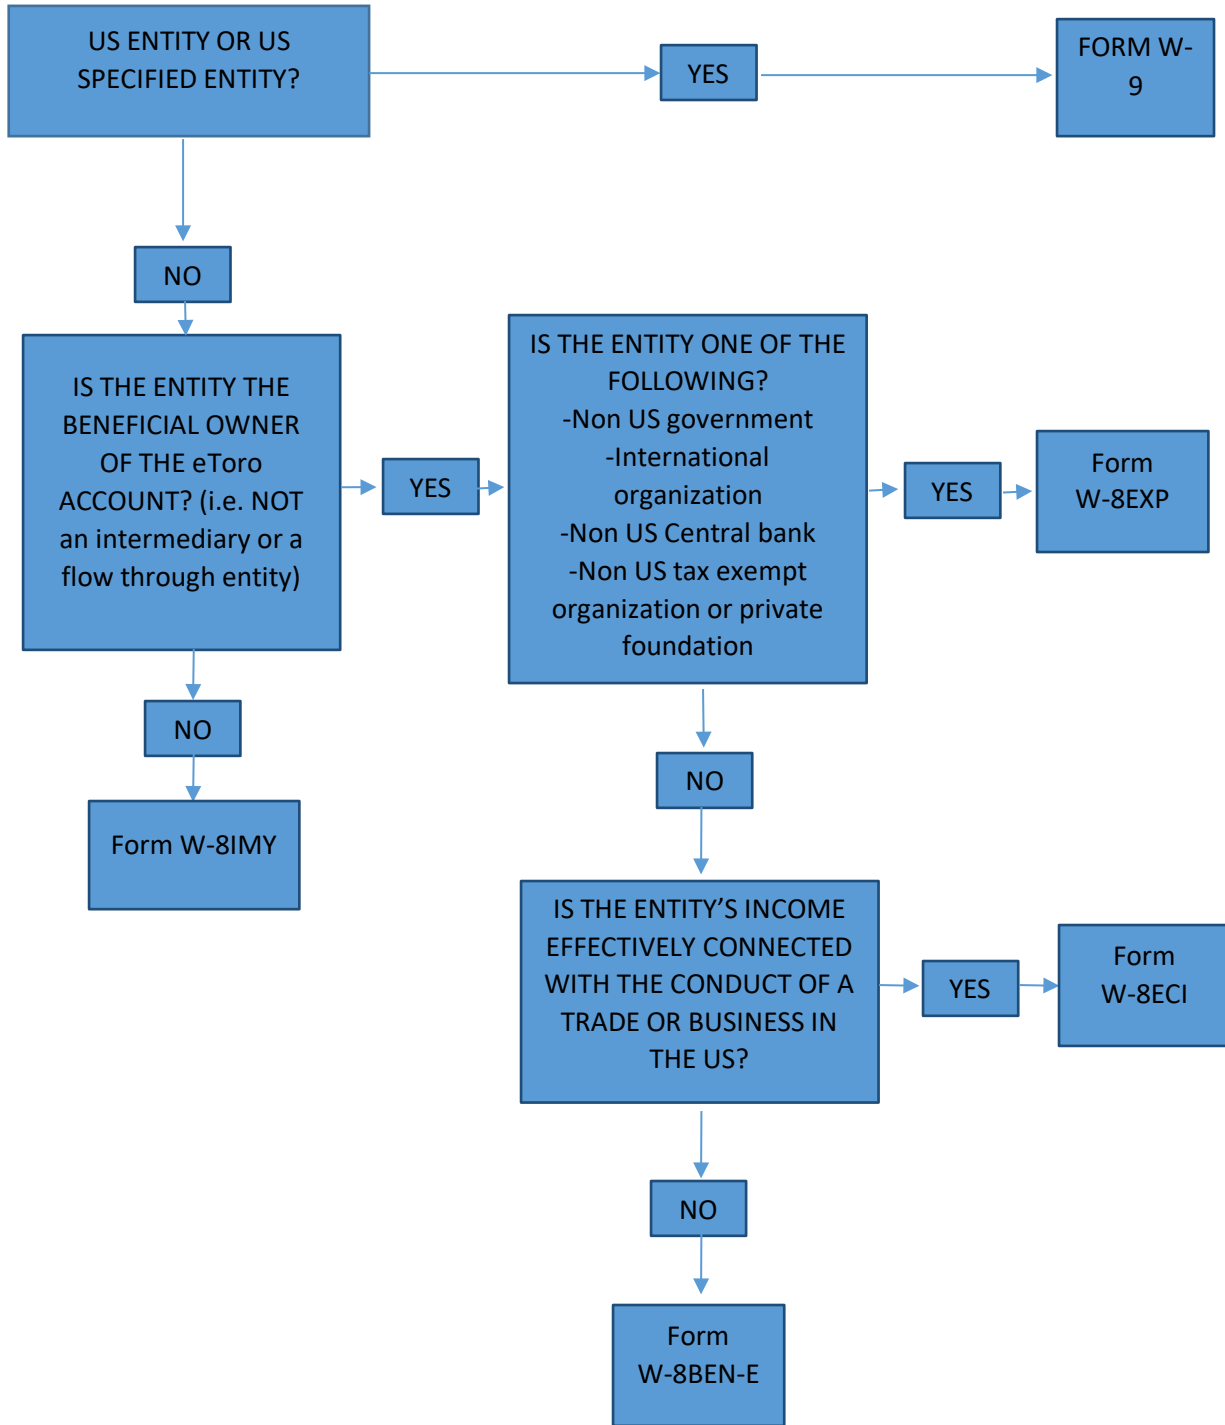 US ENTITY OR US
SPECIFIED ENTITY?
YES
FORM W-
9
NO
IS THE ENTITY THE
BENEFICIAL OWNER
OF THE eToro
ACCOUNT? (i.e. NOT
an intermediary or a
flow through entity)
YES
IS THE ENTITY ONE OF THE
FOLLOWING?
-Non US government
-International
organization
-Non US Central bank
-Non US tax exempt
organization or private
foundation
YES
Form
W-8EXP
NO
Form W-8IMY
NO
IS THE ENTITY’S INCOME
EFFECTIVELY CONNECTED
WITH THE CONDUCT OF A
TRADE OR BUSINESS IN
THE US?
YES
Form
W-8ECI
NO
Form
W-8BEN-E